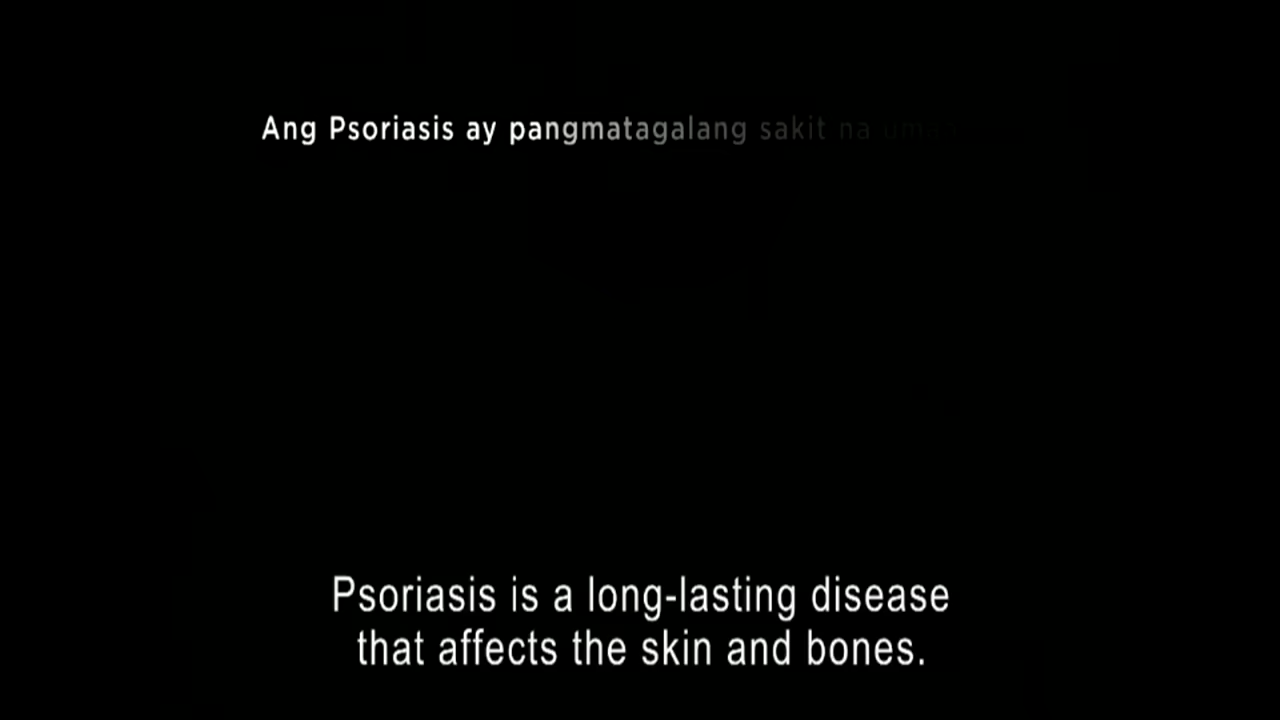 Ang Psoriasis ay pangmatagalang sakit na
Psoriasis is a long-lasting disease
that affects the skin and bones.